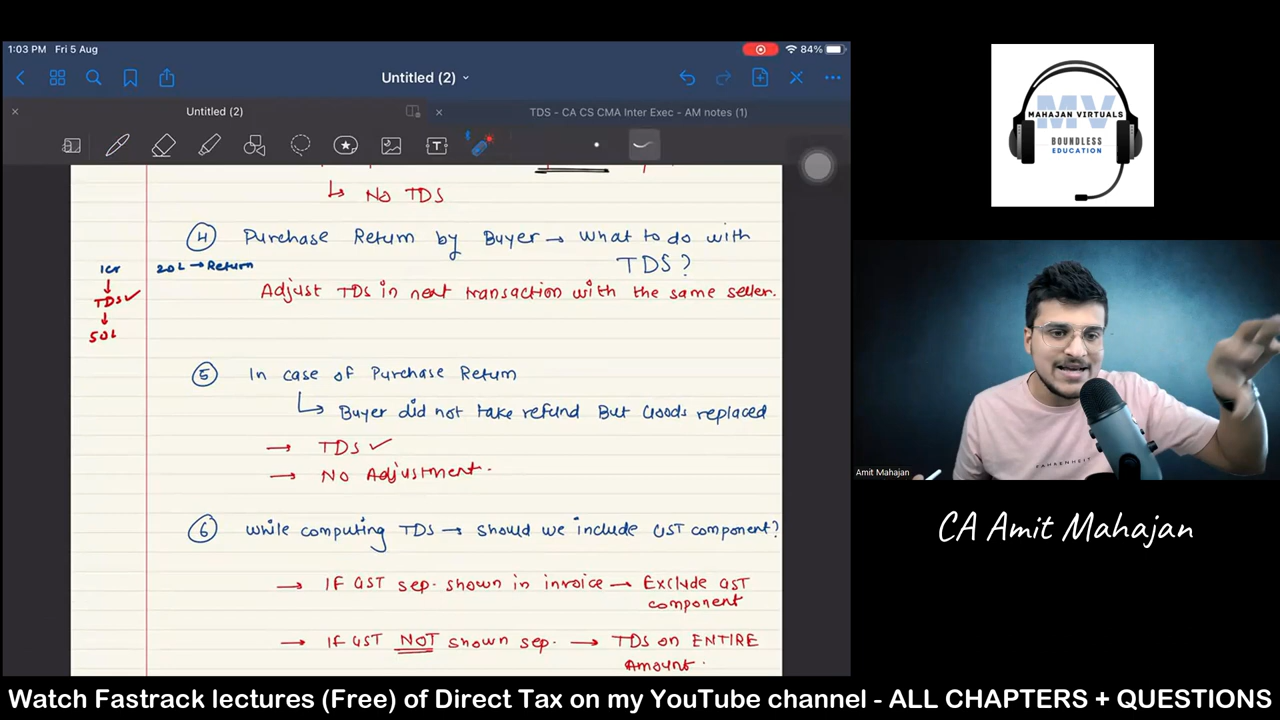 1:03 PM Fri 5 Aug
84%
Untitled (2)
Untitled (2)
TDS - CA CS CMA Inter Exec - AM notes (1)
T
↳ No TDS
④ Purchase Return by Buyer → What to do with
TDS?
1cr
↓
TDS✓
↓
50L
20L → Return
Adjust TDS in next transaction with the same seller.
⑤ In case of Purchase Return
↳ Buyer did not take refund But Goods replaced
→ TDS ✓
→ No Adjustment.
⑥ While computing TDS → should we include GST component?
→ If GST sep. shown in invoice → Exclude GST
component
→ If GST NOT shown sep. → TDS on ENTIRE
Amount.
MV
MAHAJAN VIRTUALS
BOUNDLESS
EDUCATION
FAHRENHEIT
Amit Mahajan
CA Amit Mahajan
Watch Fastrack lectures (Free) of Direct Tax on my YouTube channel - ALL CHAPTERS + QUESTIONS